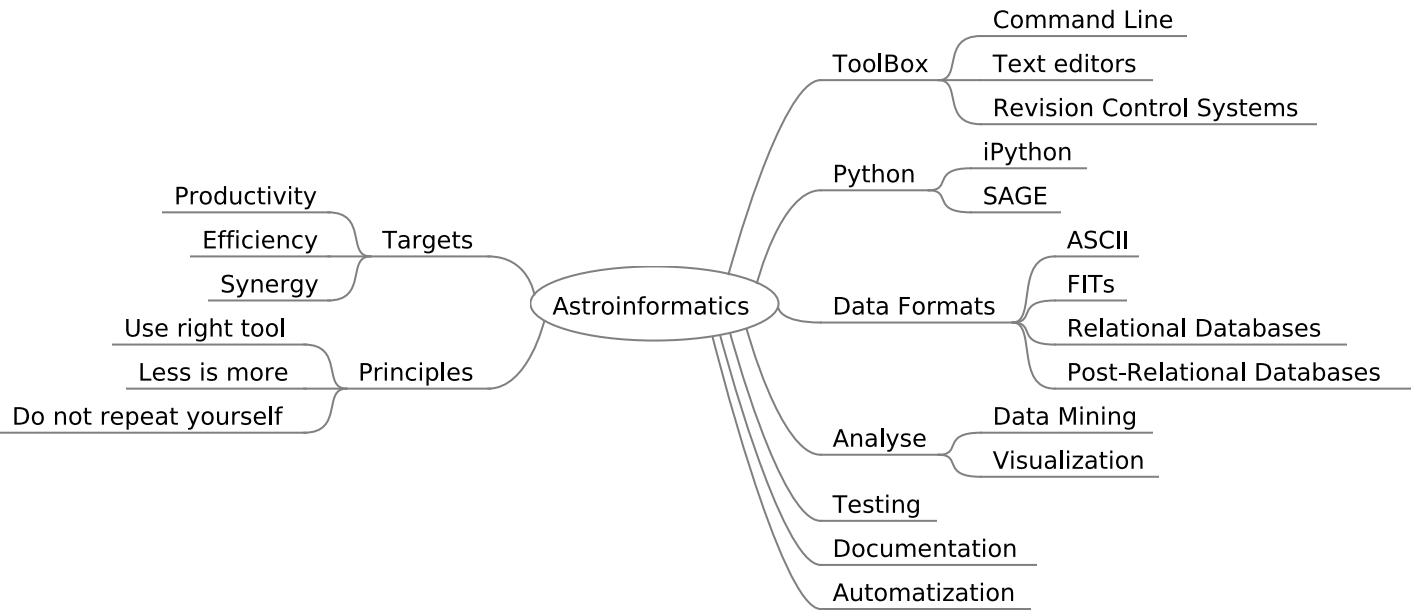 Astroinformatics
Targets
Productivity
Efficiency
Synergy
Principles
Use right tool
Less is more
Do not repeat yourself
ToolBox
Command Line
Text editors
Revision Control Systems
Python
iPython
SAGE
Data Formats
ASCII
FITs
Relational Databases
Post-Relational Databases
Analyse
Data Mining
Visualization
Testing
Documentation
Automatization